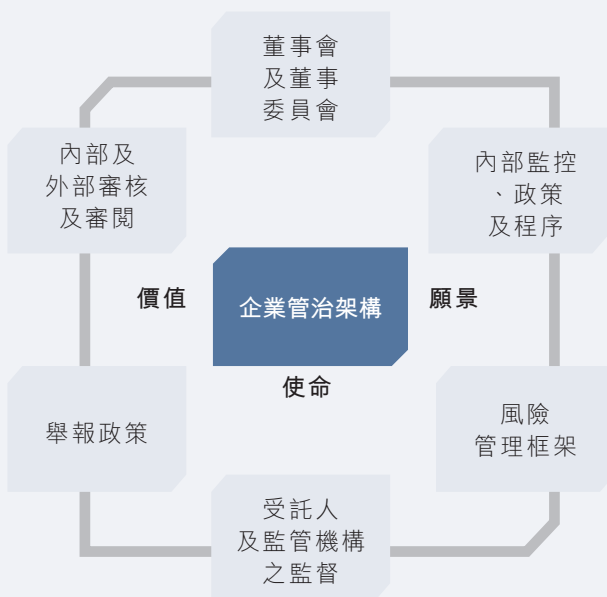 董事會
及董事
委員會
內部及
外部審核
及審閱
內部監控
、政策
及程序
價值
企業管治架構
願景
使命
舉報政策
風險
管理框架
受託人
及監管機構
之監督